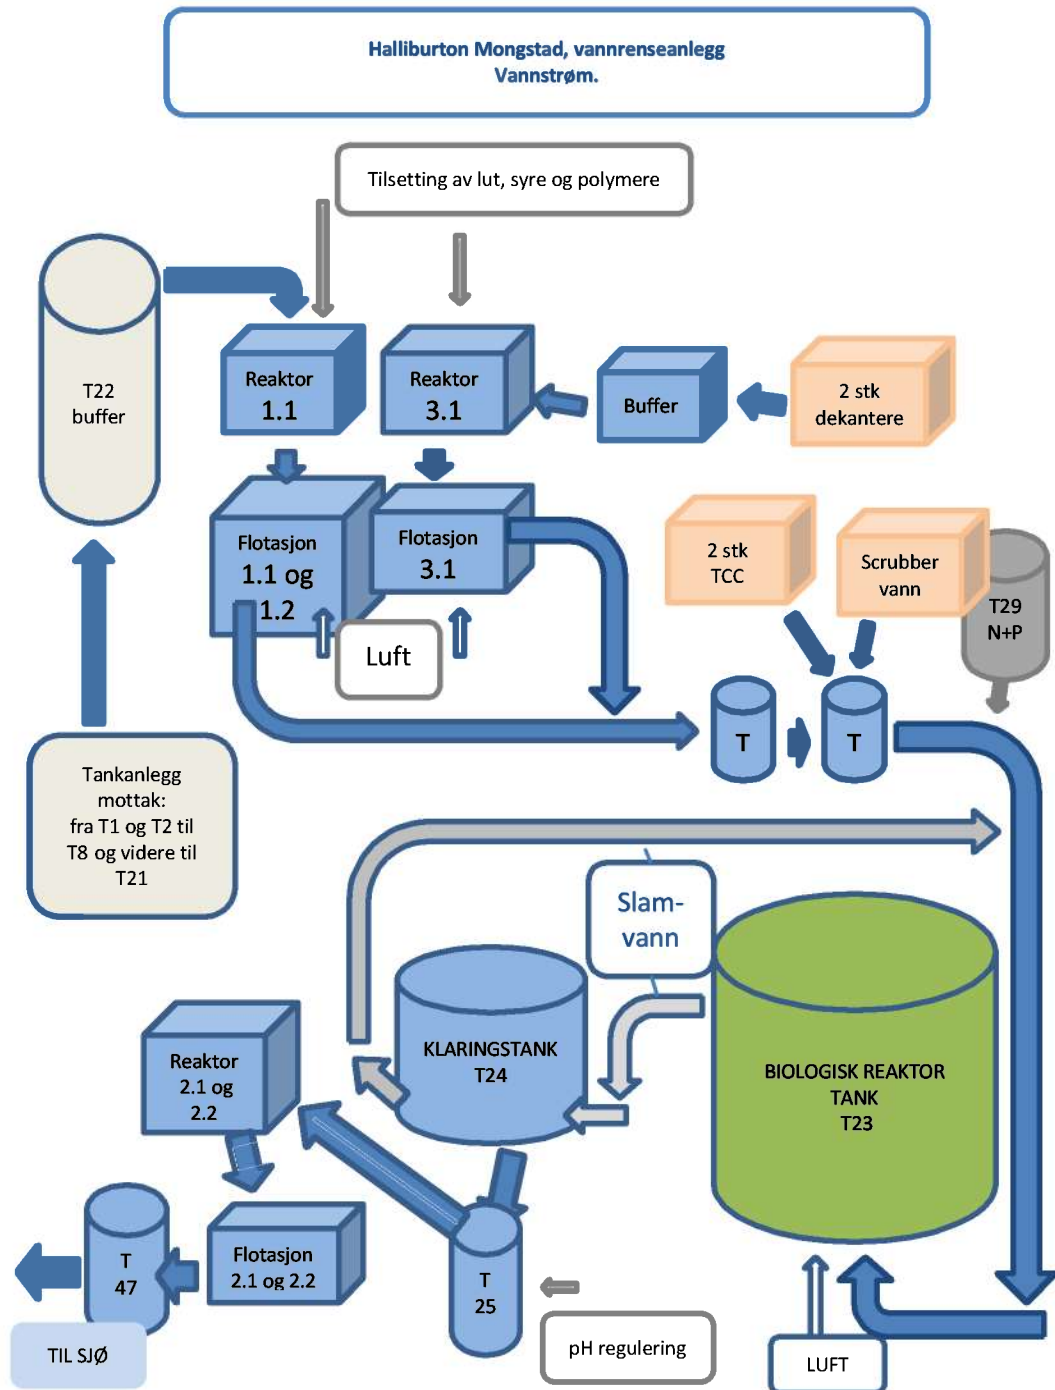 Halliburton Mongstad, vannrenseanlegg
Vannstrøm.
Tilsetting av lut, syre og polymere
T22
buffer
Reaktor
1.1
Reaktor
3.1
Buffer
2 stk
dekantere
Flotasjon
1.1 og
1.2
Flotasjon
3.1
Luft
2 stk
TCC
Scrubber
vann
T29
N+P
T
T
Tankanlegg
mottak:
fra T1 og T2 til
T8 og videre til
T21
Slam-
vann
KLARINGSTANK
T24
BIOLOGISK REAKTOR
TANK
T23
Reaktor
2.1 og
2.2
Flotasjon
2.1 og 2.2
T
47
T
25
TIL SJØ
pH regulering
LUFT